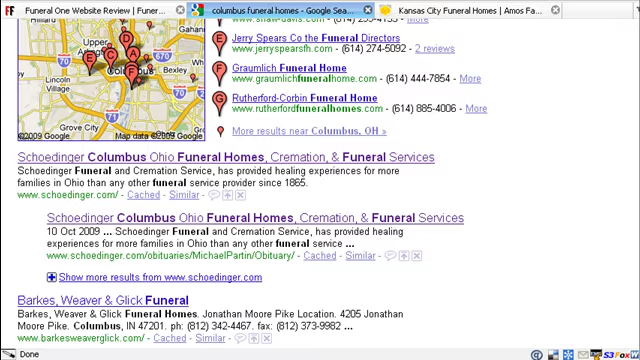 Funeral One Website Review | Funer...
columbus funeral homes - Google Sea...
Kansas City Funeral Homes | Amos Fa...
Jerry Spears Co the Funeral Directors
www.jerryspearsfh.com - (614) 274-5092 - 2 reviews
Graumlich Funeral Home
www.graumlichfuneralhome.com - (614) 444-7854 - More
Rutherford-Corbin Funeral Home
www.rutherfordfuneralhomes.com - (614) 885-4006 - More
More results near Columbus, OH »
Upper
Columbus
Bexley
Lincoln Village
Grove City
©2009 Google Map data ©2009 Google
70
71
270
D
E
C
A
F
E
F
G
Schoedinger Columbus Ohio Funeral Homes, Cremation, & Funeral Services
Schoedinger Funeral and Cremation Service, has provided healing experiences for more
families in Ohio than any other funeral service provider since 1865.
www.schoedinger.com/ - Cached - Similar -
Schoedinger Columbus Ohio Funeral Homes, Cremation, & Funeral Services
10 Oct 2009 ... Schoedinger Funeral and Cremation Service, has provided healing
experiences for more families in Ohio than any other funeral service ...
www.schoedinger.com/obituaries/MichaelPartin/Obituary/ - Cached - Similar -
Show more results from www.schoedinger.com
Barkes, Weaver & Glick Funeral
Barkes, Weaver & Glick Funeral Homes. Jonathan Moore Pike Location. 4205 Jonathan
Moore Pike. Columbus, IN 47201. ph: (812) 342-4467. fax: (812) 373-9982 ...
www.barkesweaverglick.com/ - Cached - Similar -
Done
S3Fox